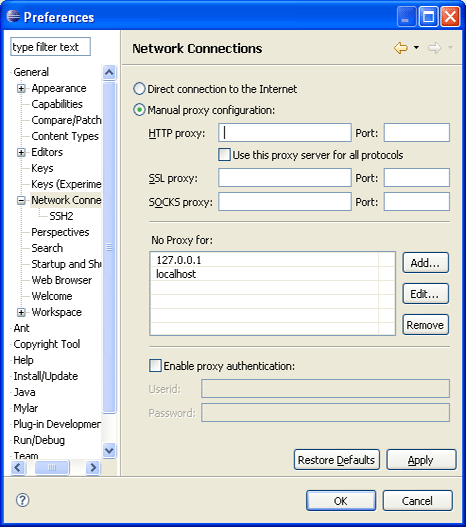 Preferences
type filter text
General
Appearance
Capabilities
Compare/Patch
Content Types
Editors
Keys
Keys (Experime
Network Conne
SSH2
Perspectives
Search
Startup and Shu
Web Browser
Welcome
Workspace
Ant
Copyright Tool
Help
Install/Update
Java
Mylar
Plug-in Developmen
Run/Debug
Team
Network Connections
Direct connection to the Internet
Manual proxy configuration:
HTTP proxy: Port:
Use this proxy server for all protocols
SSL proxy: Port:
SOCKS proxy: Port:
No Proxy for:
127.0.0.1
localhost
Add...
Edit...
Remove
Enable proxy authentication:
Userid:
Password:
Restore Defaults Apply
? OK Cancel